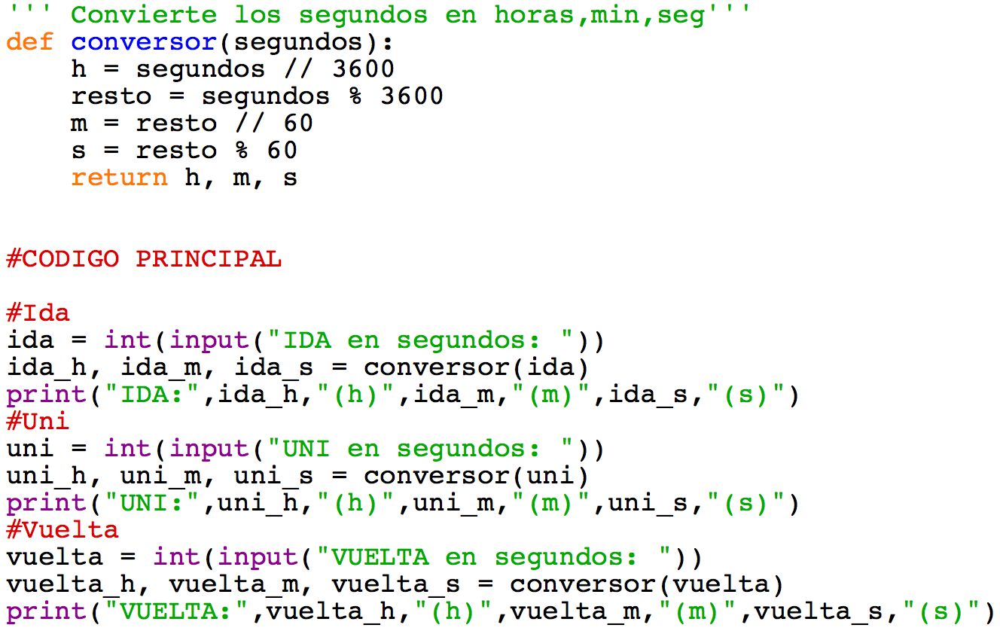 ''' Convierte los segundos en horas,min,seg'''
def conversor(segundos):
    h = segundos // 3600
    resto = segundos % 3600
    m = resto // 60
    s = resto % 60
    return h, m, s
#CODIGO PRINCIPAL
#Ida
ida = int(input("IDA en segundos: "))
ida_h, ida_m, ida_s = conversor(ida)
print("IDA:",ida_h,"(h)",ida_m,"(m)",ida_s,"(s)")
#Uni
uni = int(input("UNI en segundos: "))
uni_h, uni_m, uni_s = conversor(uni)
print("UNI:",uni_h,"(h)",uni_m,"(m)",uni_s,"(s)")
#Vuelta
vuelta = int(input("VUELTA en segundos: "))
vuelta_h, vuelta_m, vuelta_s = conversor(vuelta)
print("VUELTA:",vuelta_h,"(h)",vuelta_m,"(m)",vuelta_s,"(s)")